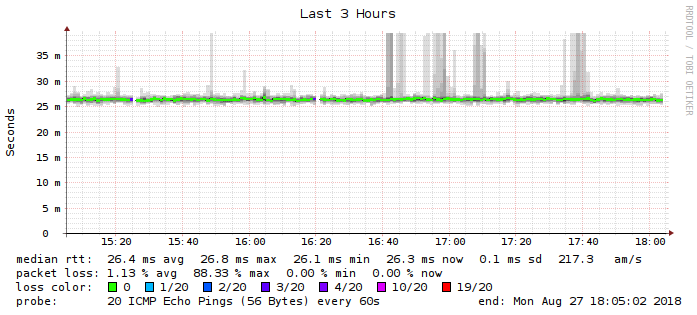 Last 3 Hours
RRDTOOL / TOBI OETIKER
Seconds
35 m
30 m
25 m
20 m
15 m
10 m
5 m
0
15:20 15:40 16:00 16:20 16:40 17:00 17:20 17:40 18:00
median rtt: 26.4 ms avg 26.8 ms max 26.1 ms min 26.3 ms now 0.1 ms sd 217.3 am/s
packet loss: 1.13 % avg 88.33 % max 0.00 % min 0.00 % now
loss color: 0 1/20 2/20 3/20 4/20 10/20 19/20
probe: 20 ICMP Echo Pings (56 Bytes) every 60s end: Mon Aug 27 18:05:02 2018